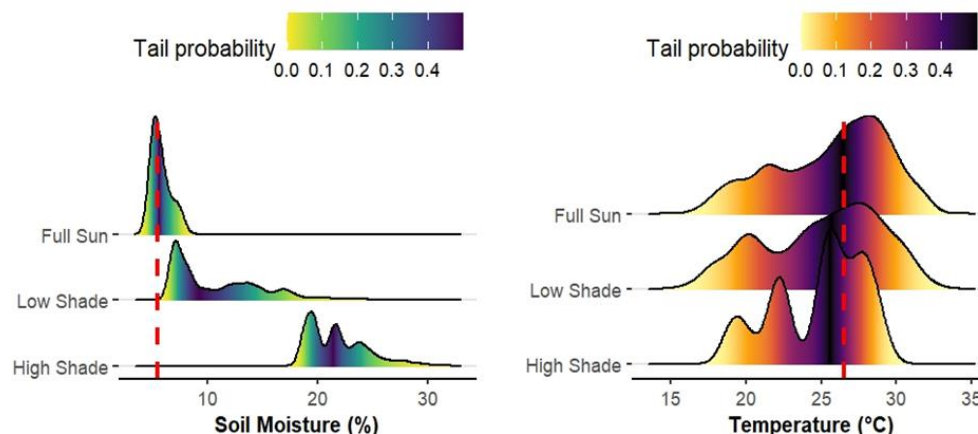 Tail probability
0.0 0.1 0.2 0.3 0.4
Full Sun
Low Shade
High Shade
10 20 30
Soil Moisture (%)
Tail probability
0.0 0.1 0.2 0.3 0.4
Full Sun
Low Shade
High Shade
15 20 25 30 35
Temperature (°C)